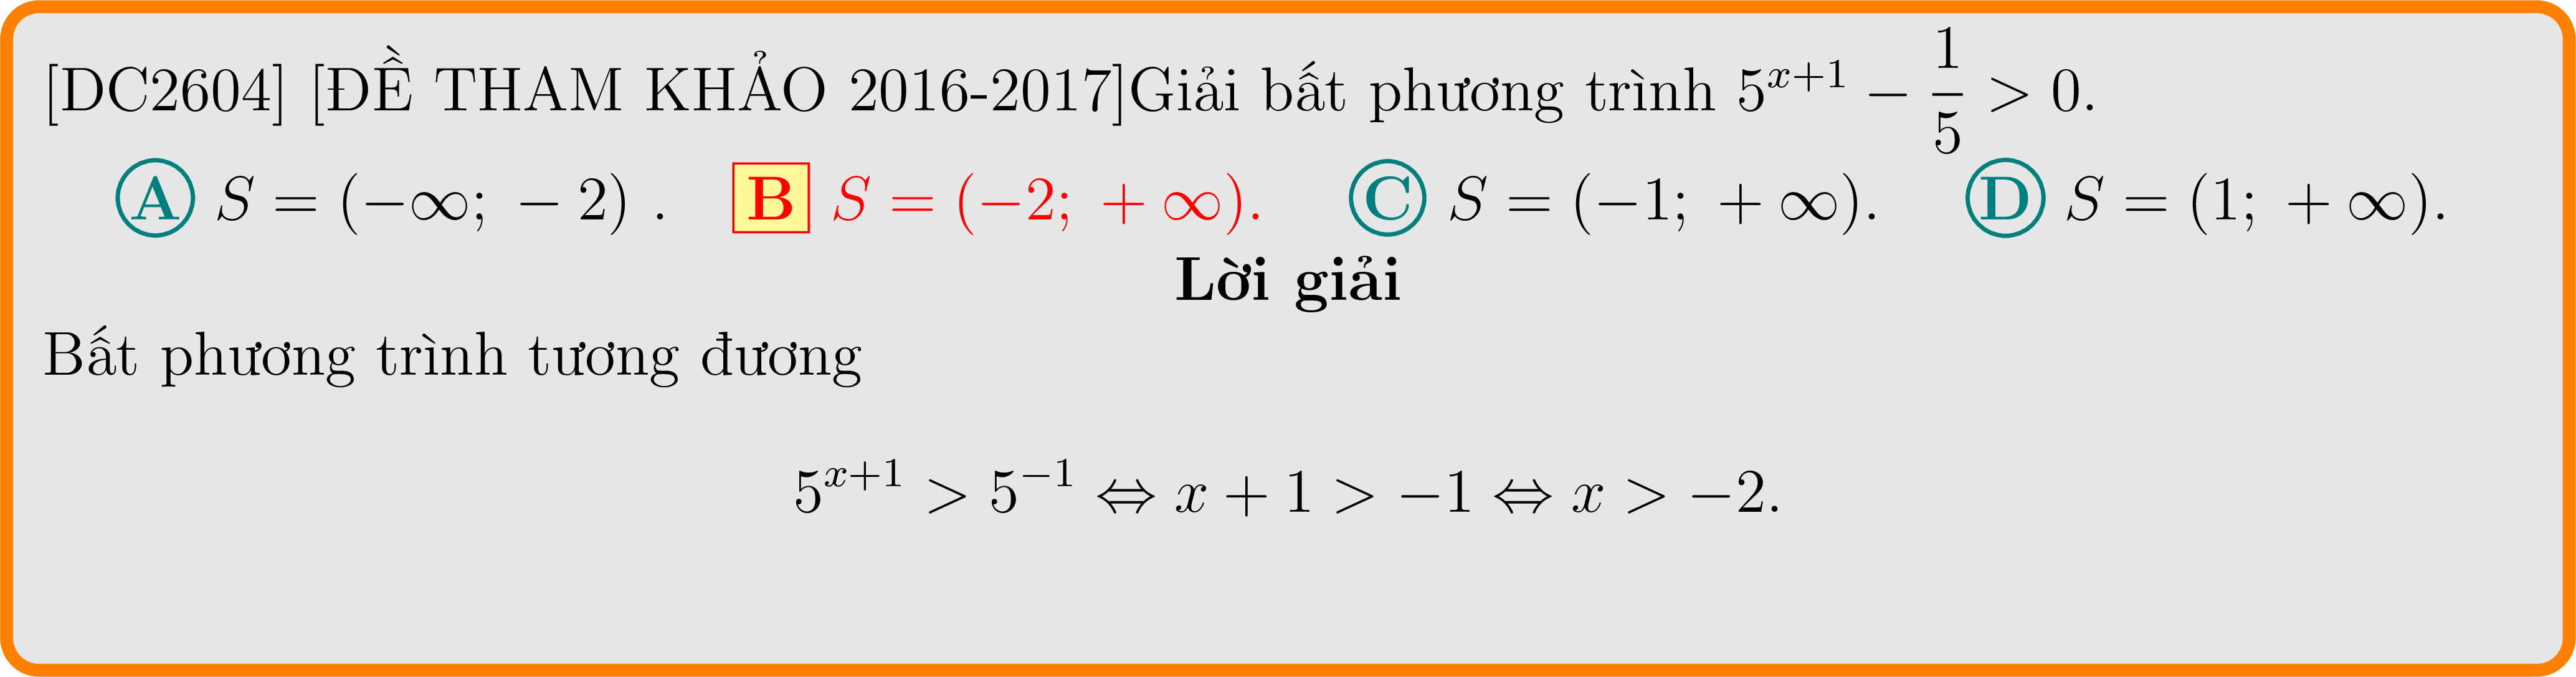 [DC2604] [ĐỀ THAM KHẢO 2016-2017]Giải bất phương trình $5^{x+1} - \dfrac{1}{5} > 0.$
A $S = (-\infty; -2)$ . B $S = (-2; +\infty).$ C $S = (-1; +\infty).$ D $S = (1; +\infty).$
Lời giải
Bất phương trình tương đương
$5^{x+1} > 5^{-1} \Leftrightarrow x + 1 > -1 \Leftrightarrow x > -2.$